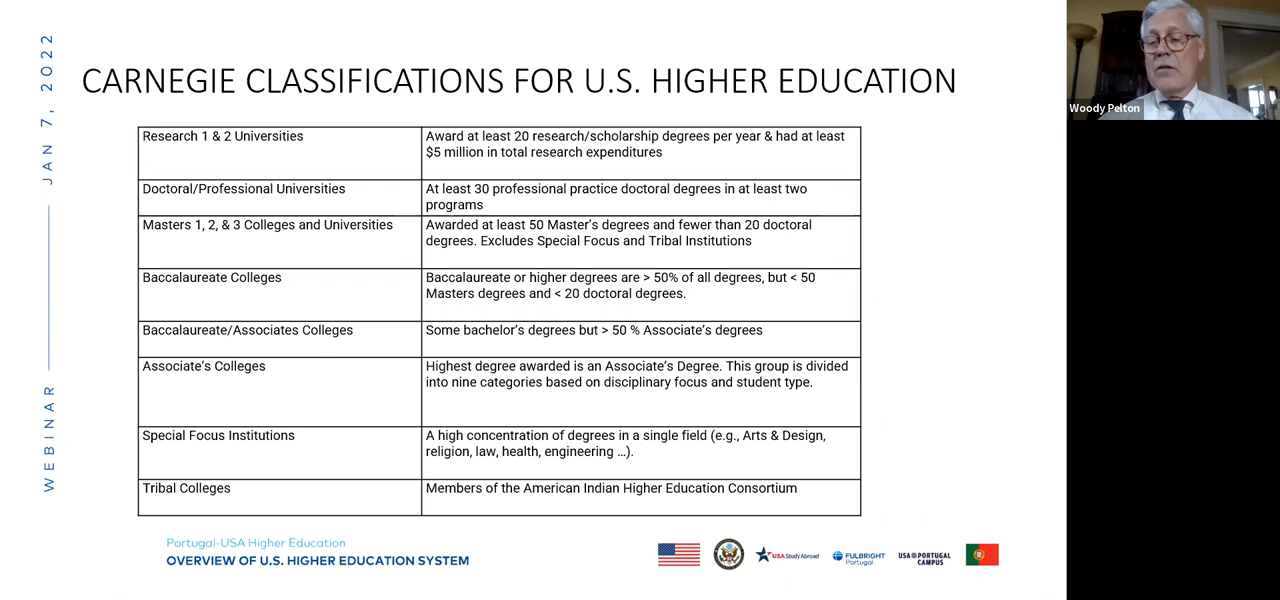 WEBINAR JAN 7, 2022
CARNEGIE CLASSIFICATIONS FOR U.S. HIGHER EDUCATION
Research 1 & 2 Universities
Award at least 20 research/scholarship degrees per year & had at least
$5 million in total research expenditures
Doctoral/Professional Universities
At least 30 professional practice doctoral degrees in at least two
programs
Masters 1, 2, & 3 Colleges and Universities
Awarded at least 50 Master's degrees and fewer than 20 doctoral
degrees. Excludes Special Focus and Tribal Institutions
Baccalaureate Colleges
Baccalaureate or higher degrees are > 50% of all degrees, but < 50
Masters degrees and < 20 doctoral degrees.
Baccalaureate/Associates Colleges
Some bachelor's degrees but > 50 % Associate's degrees
Associate's Colleges
Highest degree awarded is an Associate's Degree. This group is divided
into nine categories based on disciplinary focus and student type.
Special Focus Institutions
A high concentration of degrees in a single field (e.g., Arts & Design,
religion, law, health, engineering …).
Tribal Colleges
Members of the American Indian Higher Education Consortium
Portugal-USA Higher Education
OVERVIEW OF U.S. HIGHER EDUCATION SYSTEM
USA Study Abroad
FULBRIGHT
Portugal
USA@PORTUGAL
CAMPUS
Woody Pelton